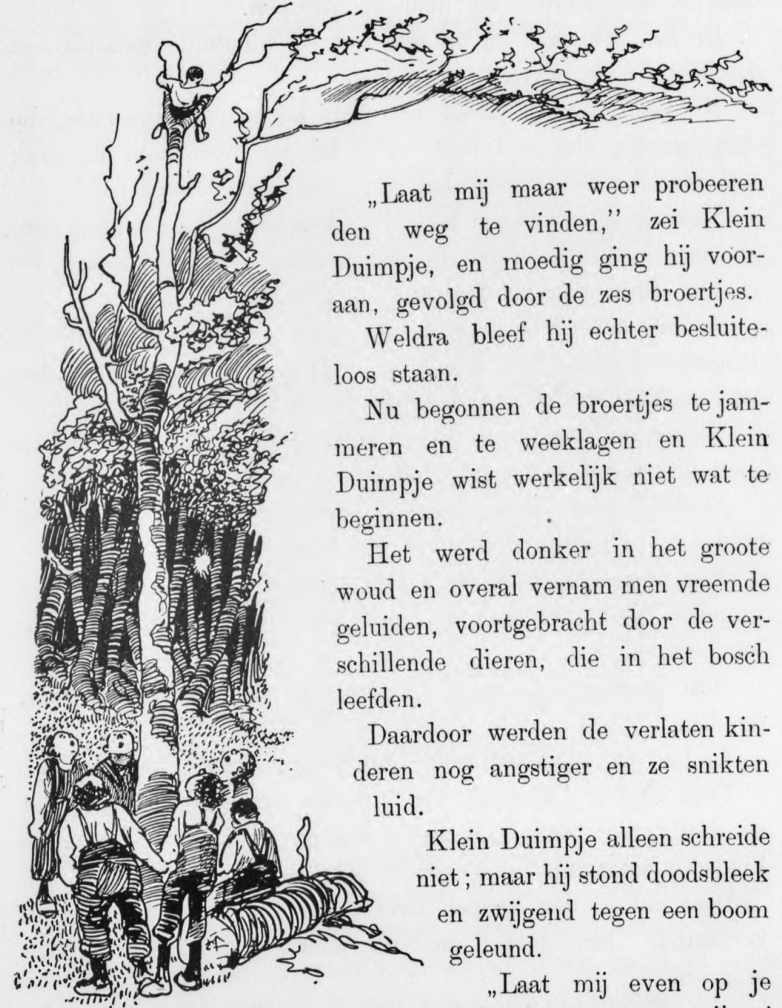 „Laat mij maar weer probeeren
den weg te vinden,” zei Klein
Duimpje, en moedig ging hij voor-
aan, gevolgd door de zes broertjes.
Weldra bleef hij echter besluite-
loos staan.
Nu begonnen de broertjes te jam-
meren en te weeklagen en Klein
Duimpje wist werkelijk niet wat te
beginnen.
Het werd donker in het groote
woud en overal vernam men vreemde
geluiden, voortgebracht door de ver-
schillende dieren, die in het bosch
leefden.
Daardoor werden de verlaten kin-
deren nog angstiger en ze snikten
luid.
Klein Duimpje alleen schreide
niet; maar hij stond doodsbleek
en zwijgend tegen een boom
geleund.
„Laat mij even op je